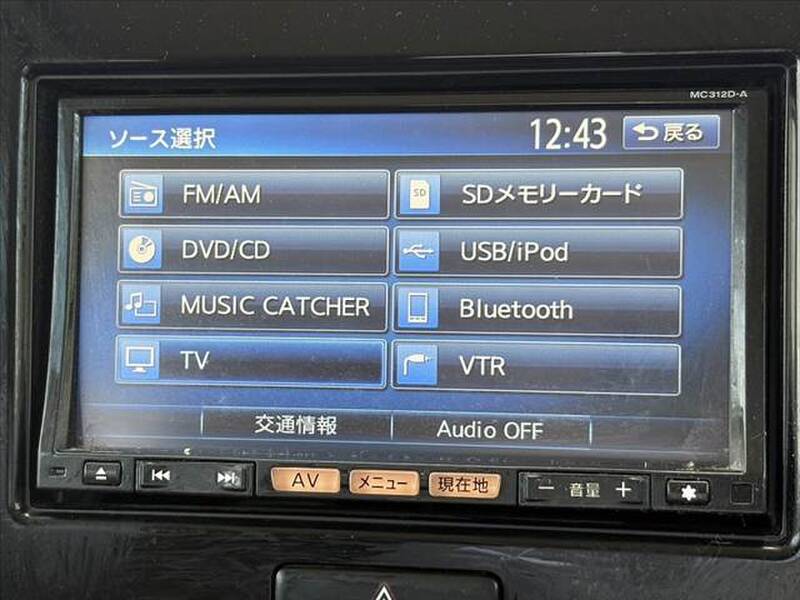 MC312D-A
ソース選択 12:43 戻る
FM/AM SD SDメモリーカード
DVD/CD USB/iPod
MUSIC CATCHER Bluetooth
TV VTR
交通情報 Audio OFF
AV メニュー 現在地 － 音量 ＋